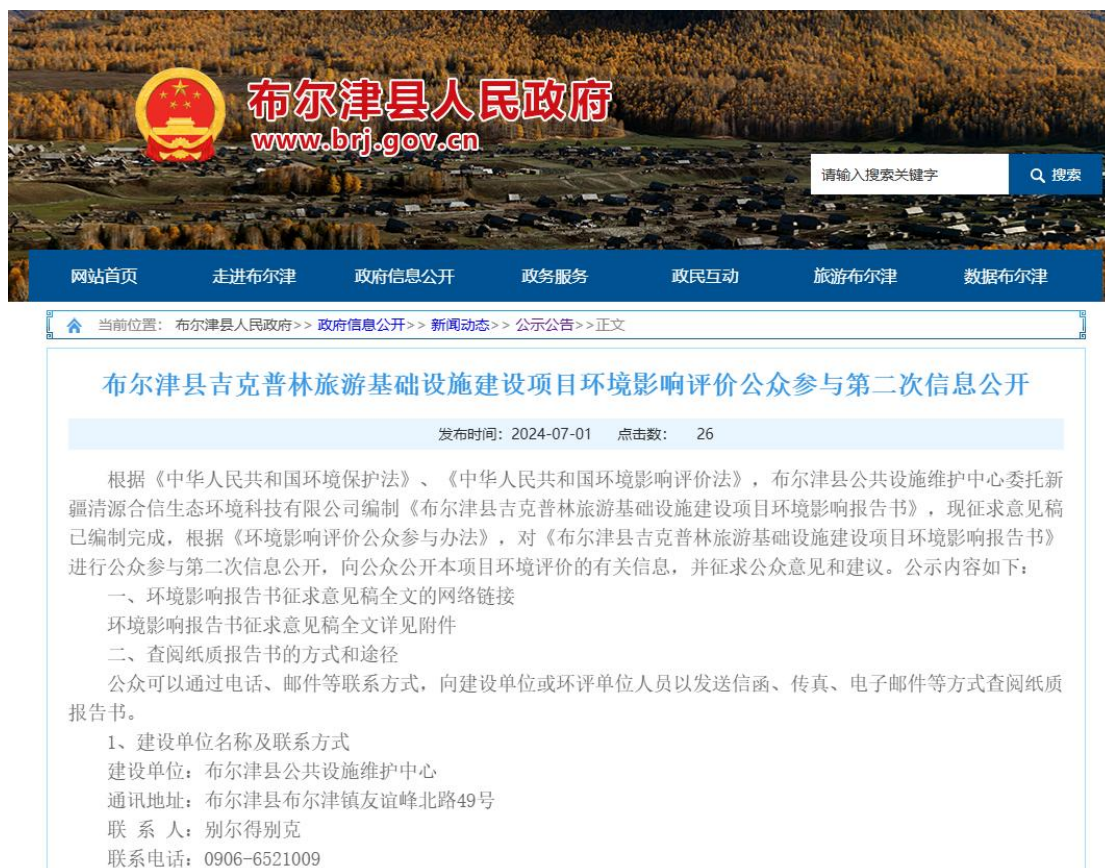 布尔津县人民政府
www.brj.gov.cn
请输入搜索关键字
搜索
网站首页 走进布尔津 政府信息公开 政务服务 政民互动 旅游布尔津 数据布尔津
当前位置：布尔津县人民政府>>政府信息公开>>新闻动态>>公示公告>>正文
布尔津县吉克普林旅游基础设施建设项目环境影响评价公众参与第二次信息公开
发布时间：2024-07-01 点击数： 26
根据《中华人民共和国环境保护法》、《中华人民共和国环境影响评价法》，布尔津县公共设施维护中心委托新
疆清源合信生态环境科技有限公司编制《布尔津县吉克普林旅游基础设施建设项目环境影响报告书》，现征求意见稿
已编制完成，根据《环境影响评价公众参与办法》，对《布尔津县吉克普林旅游基础设施建设项目环境影响报告书》
进行公众参与第二次信息公开，向公众公开本项目环境评价的有关信息，并征求公众意见和建议。公示内容如下：
一、环境影响报告书征求意见稿全文的网络链接
环境影响报告书征求意见稿全文详见附件
二、查阅纸质报告书的方式和途径
公众可以通过电话、邮件等联系方式，向建设单位或环评单位人员以发送信函、传真、电子邮件等方式查阅纸质
报告书。
1、建设单位名称及联系方式
建设单位：布尔津县公共设施维护中心
通讯地址：布尔津县布尔津镇友谊峰北路49号
联 系 人：别尔得别克
联系电话：0906-6521009